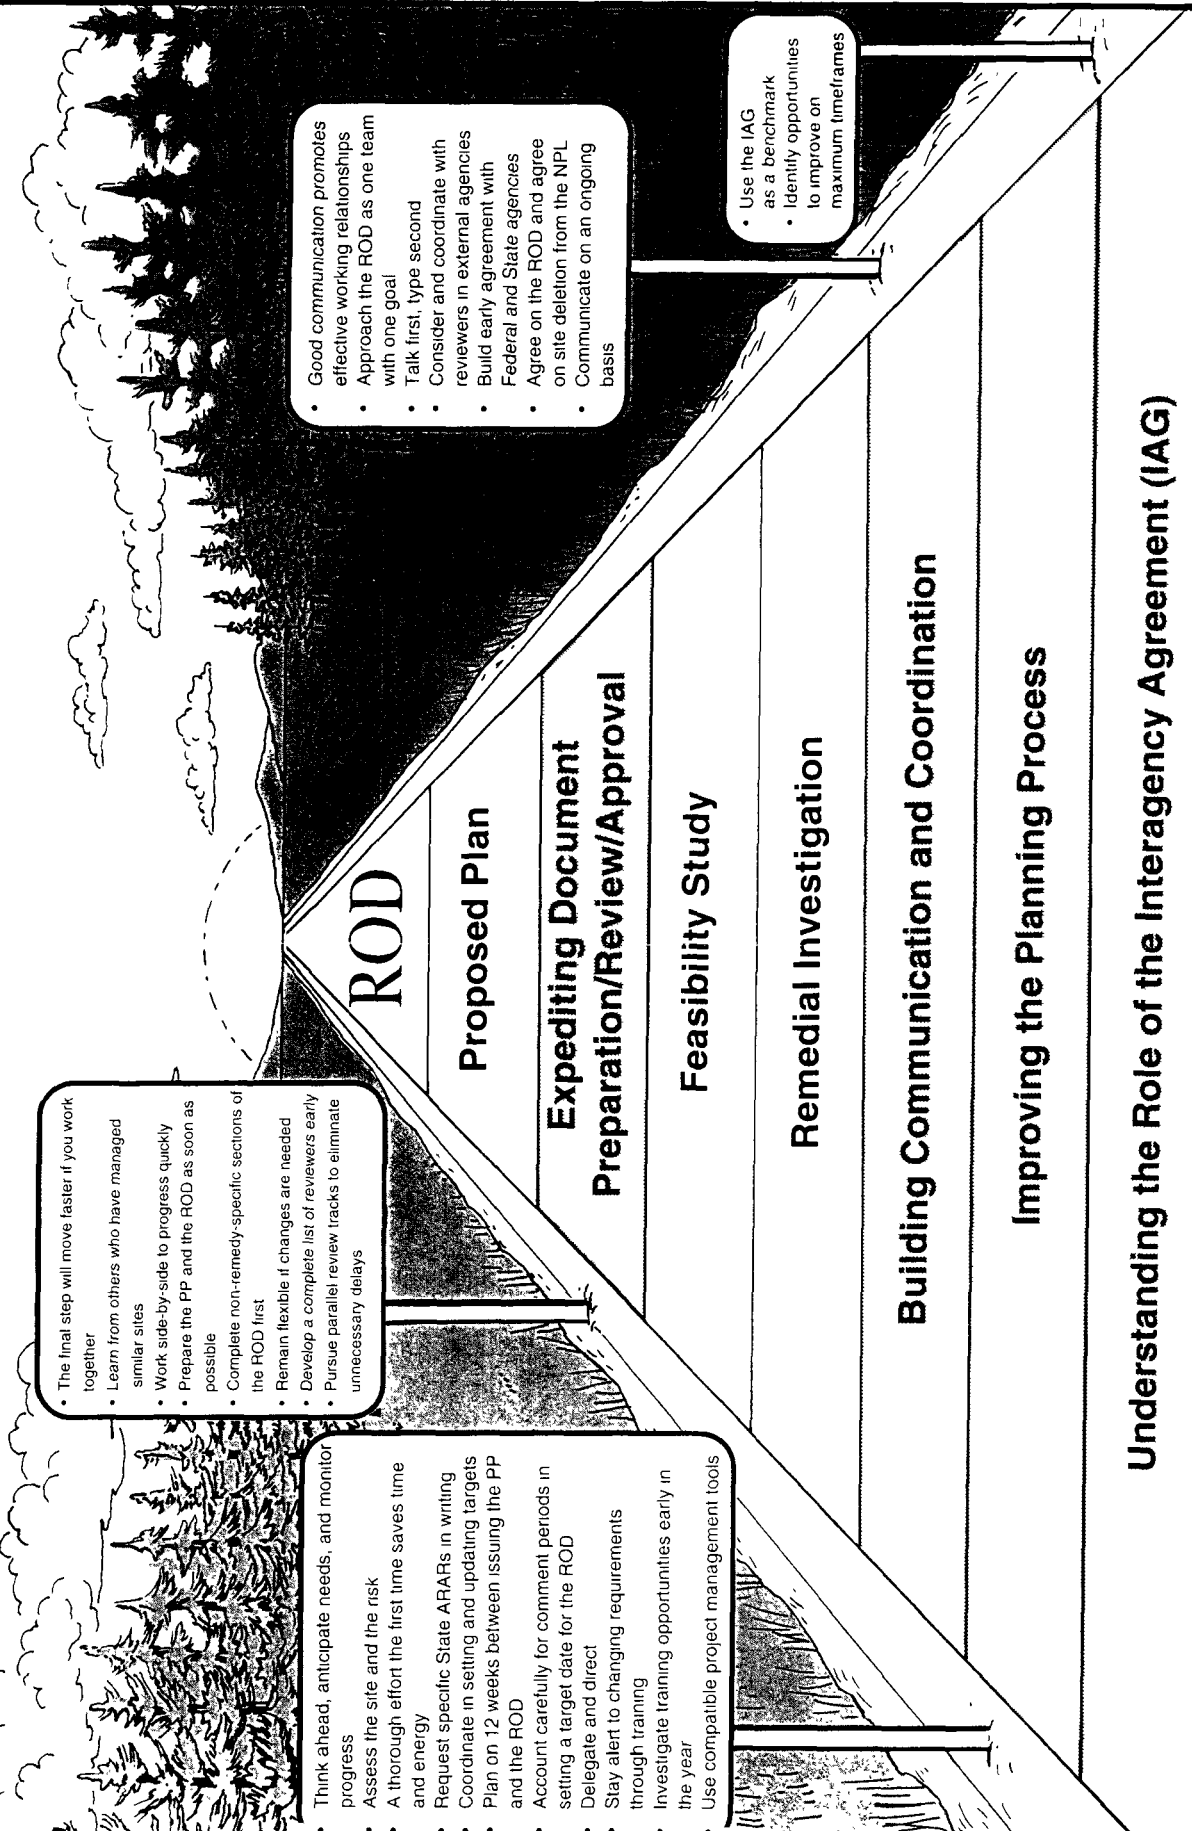 • The final step will move faster if you work
together
• Learn from others who have managed
similar sites
• Work side-by-side to progress quickly
• Prepare the PP and the ROD as soon as
possible
• Complete non-remedy-specific sections of
the ROD first
• Remain flexible if changes are needed
• Develop a complete list of reviewers early
• Pursue parallel review tracks to eliminate
unnecessary delays
• Think ahead, anticipate needs, and monitor
progress
• Assess the site and the risk
• A thorough effort the first time saves time
and energy
• Request specific State ARARs in writing
• Coordinate in setting and updating targets
• Plan on 12 weeks between issuing the PP
and the ROD
• Account carefully for comment periods in
setting a target date for the ROD
• Delegate and direct
• Stay alert to changing requirements
through training
• Investigate training opportunities early in
the year
• Use compatible project management tools
• Good communication promotes
effective working relationships
• Approach the ROD as one team
with one goal
• Talk first, type second
• Consider and coordinate with
reviewers in external agencies
• Build early agreement with
Federal and State agencies
• Agree on the ROD and agree
on site deletion from the NPL
• Communicate on an ongoing
basis
• Use the IAG
as a benchmark
• Identify opportunities
to improve on
maximum timeframes
ROD
Proposed Plan
Expediting Document
Preparation/Review/Approval
Feasibility Study
Remedial Investigation
Building Communication and Coordination
Improving the Planning Process
Understanding the Role of the Interagency Agreement (IAG)